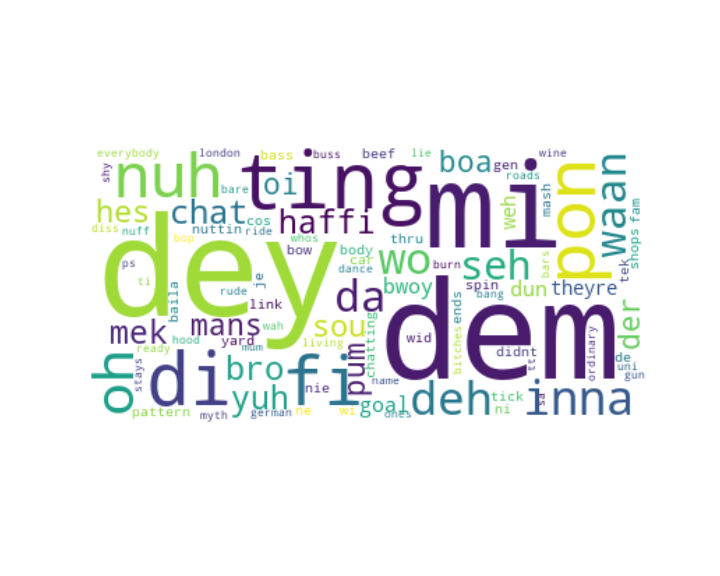 everybody london bass buss beef lie wine
shy nuh bare oi ting boa gen roads mash pon waan
hes chat haffi mi weh shops fam
diss nuff nuttin cos ride whos thru
dey bop bow body wo seh bars tek
ps ti je car dance burn spin dun theyre
baila rude link da bwoy bang der
mek mans wah sou chatting wid ends didnt
hood yard mum living dem bitches tt ordinary
ready stays bro pum name de uni gun
oh di nie fi goal deh tick inna sa
pattern myth yuh german ne wi ones ni